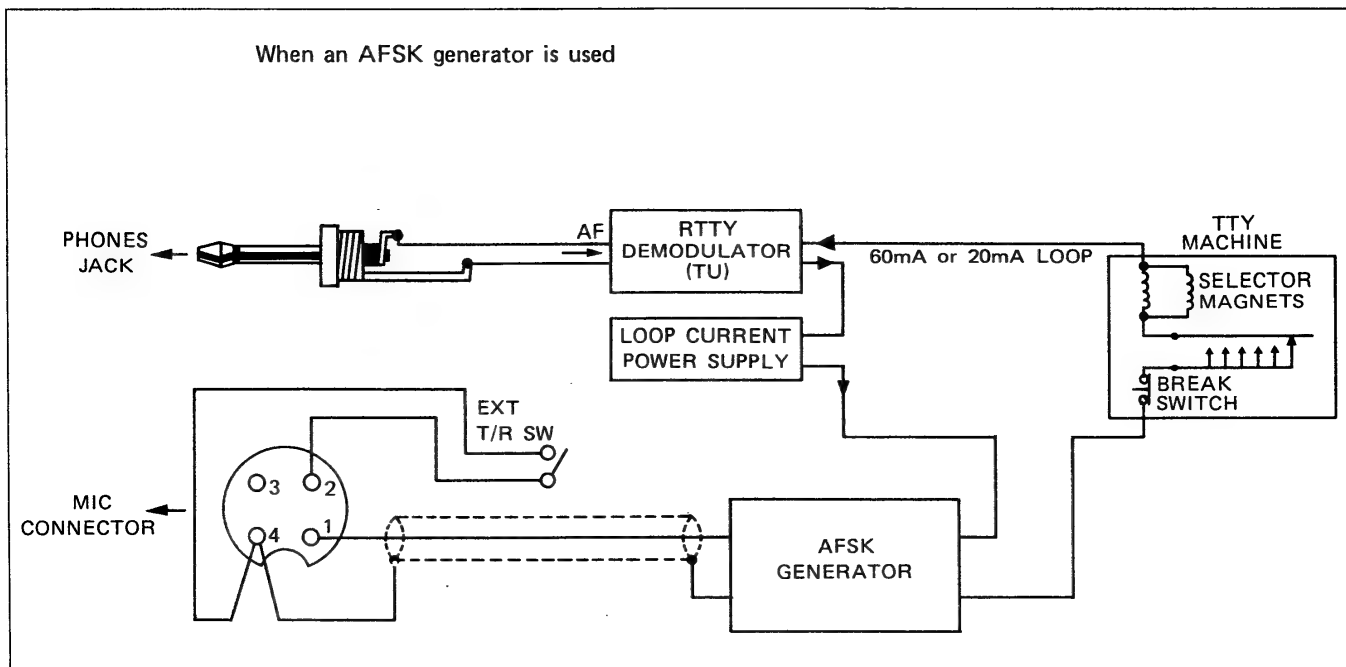 When an AFSK generator is used
PHONES
JACK
AF
RTTY
DEMODULATOR
(TU)
60mA or 20mA LOOP
TTY
MACHINE
SELECTOR
MAGNETS
LOOP CURRENT
POWER SUPPLY
BREAK
SWITCH
EXT
T/R SW
MIC
CONNECTOR
3
2
4
1
AFSK
GENERATOR